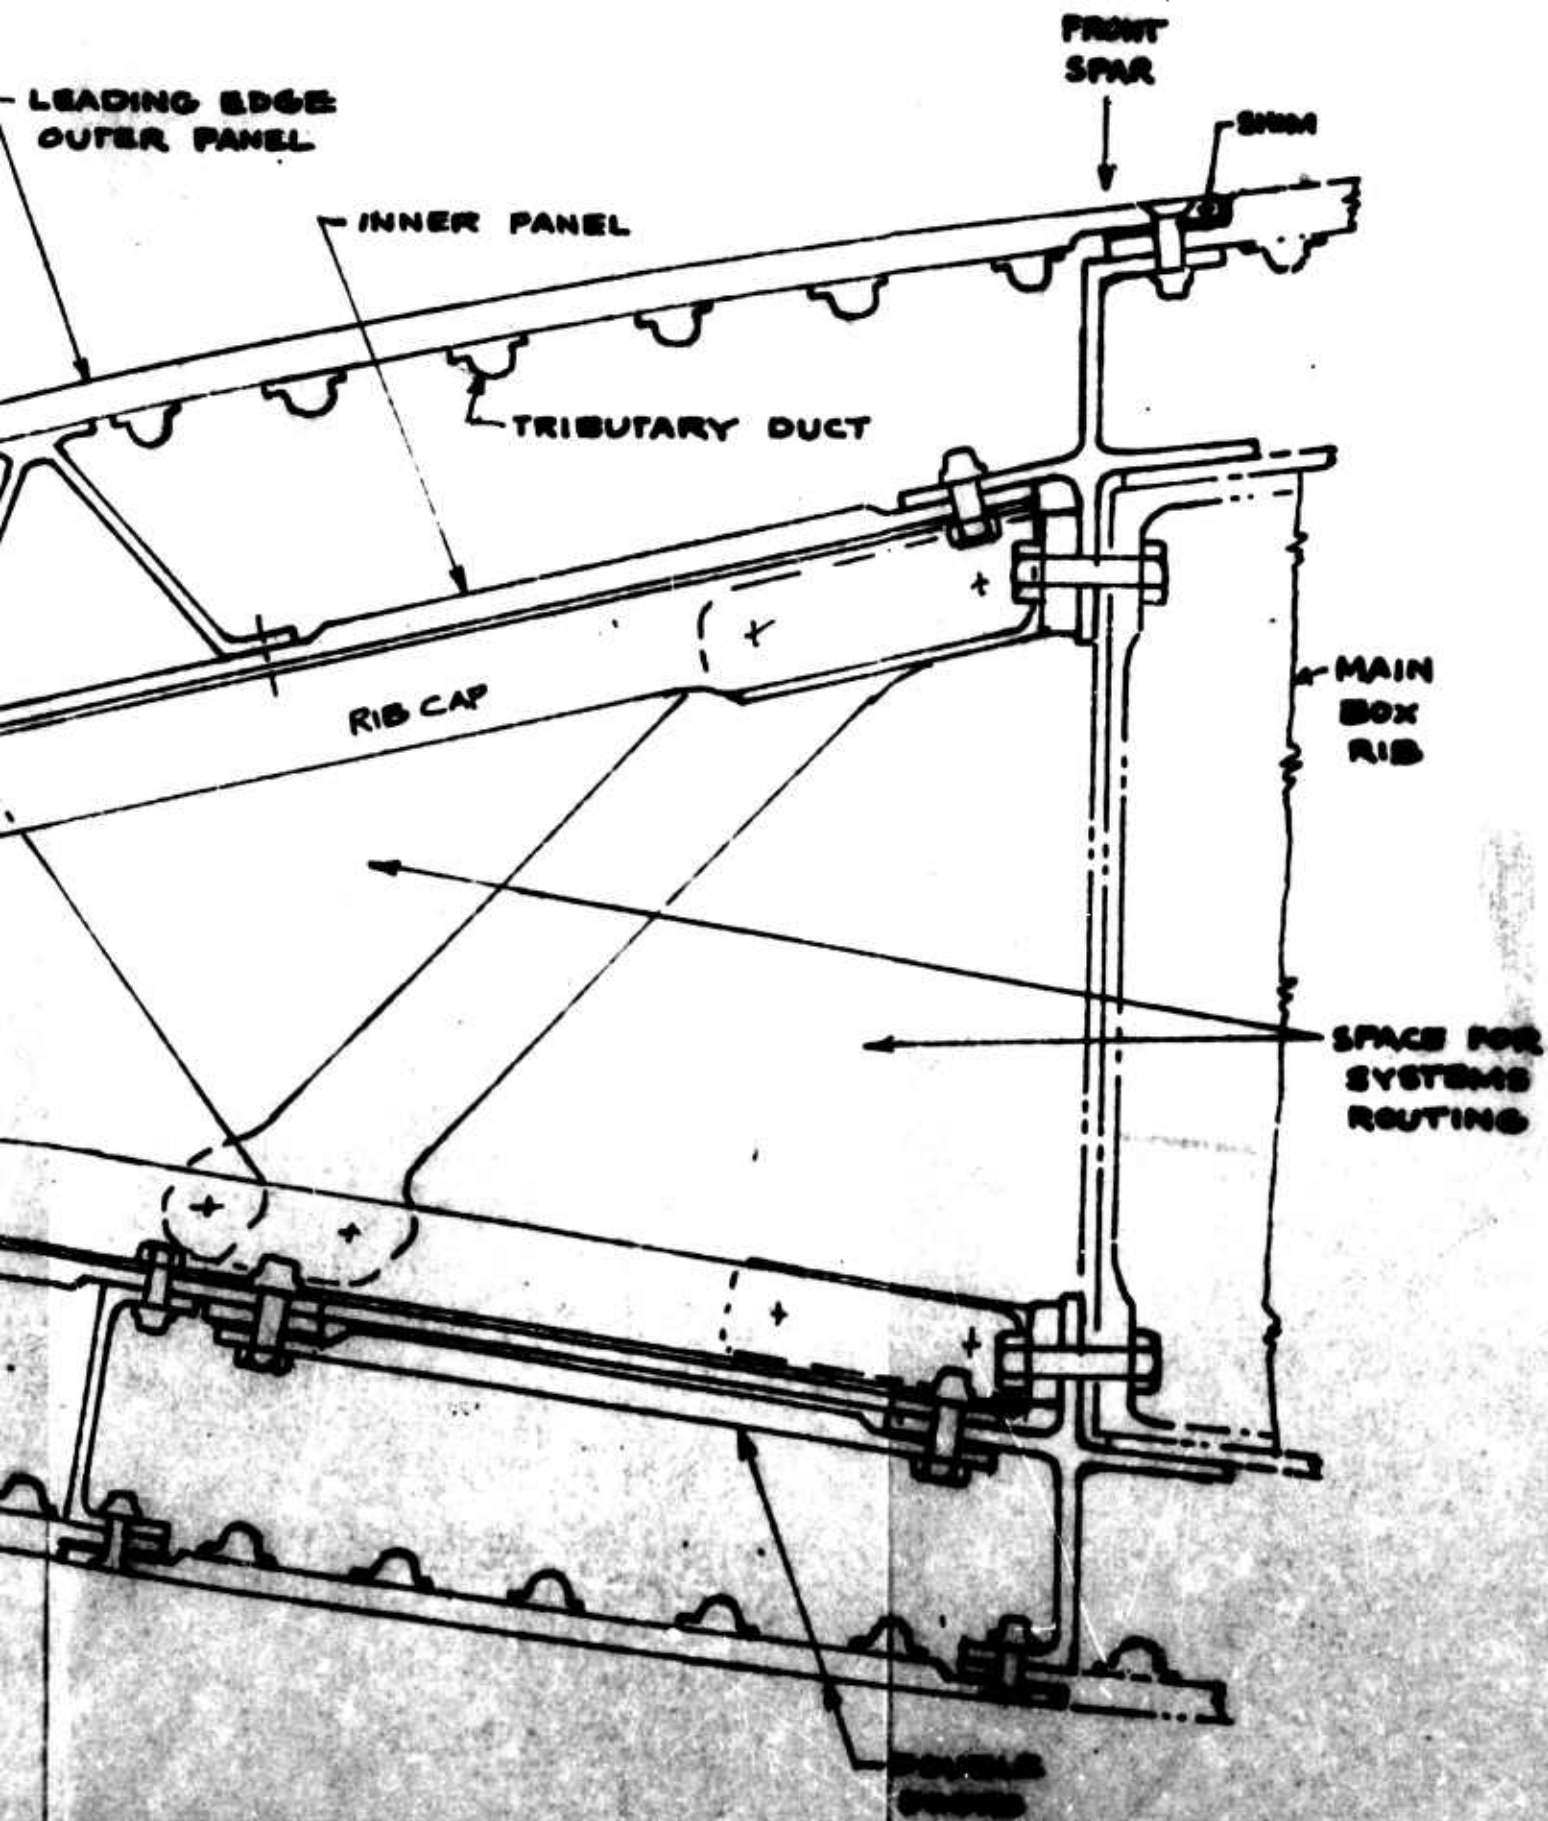 FRONT
SPAR
LEADING EDGE
OUTER PANEL
SHIM
INNER PANEL
TRIBUTARY DUCT
RIB CAP
MAIN
BOX
RIB
SPACE FOR
SYSTEMS
ROUTING
DOUBLE